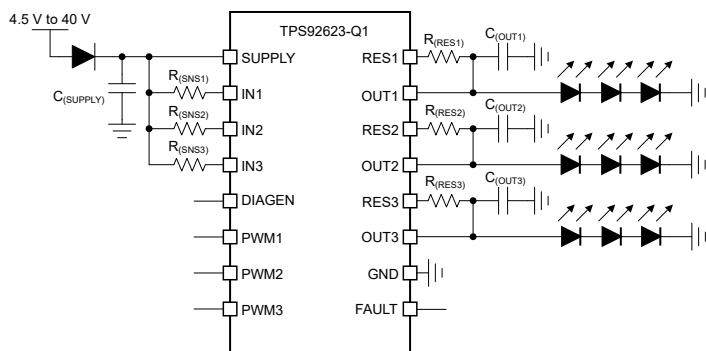 4.5 V to 40 V
TPS92623-Q1
C(SUPPLY)
R(SNS1)
R(SNS2)
R(SNS3)
SUPPLY
IN1
IN2
IN3
DIAGEN
PWM1
PWM2
PWM3
RES1
OUT1
RES2
OUT2
RES3
OUT3
GND
FAULT
R(RES1)
C(OUT1)
R(RES2)
C(OUT2)
R(RES3)
C(OUT3)